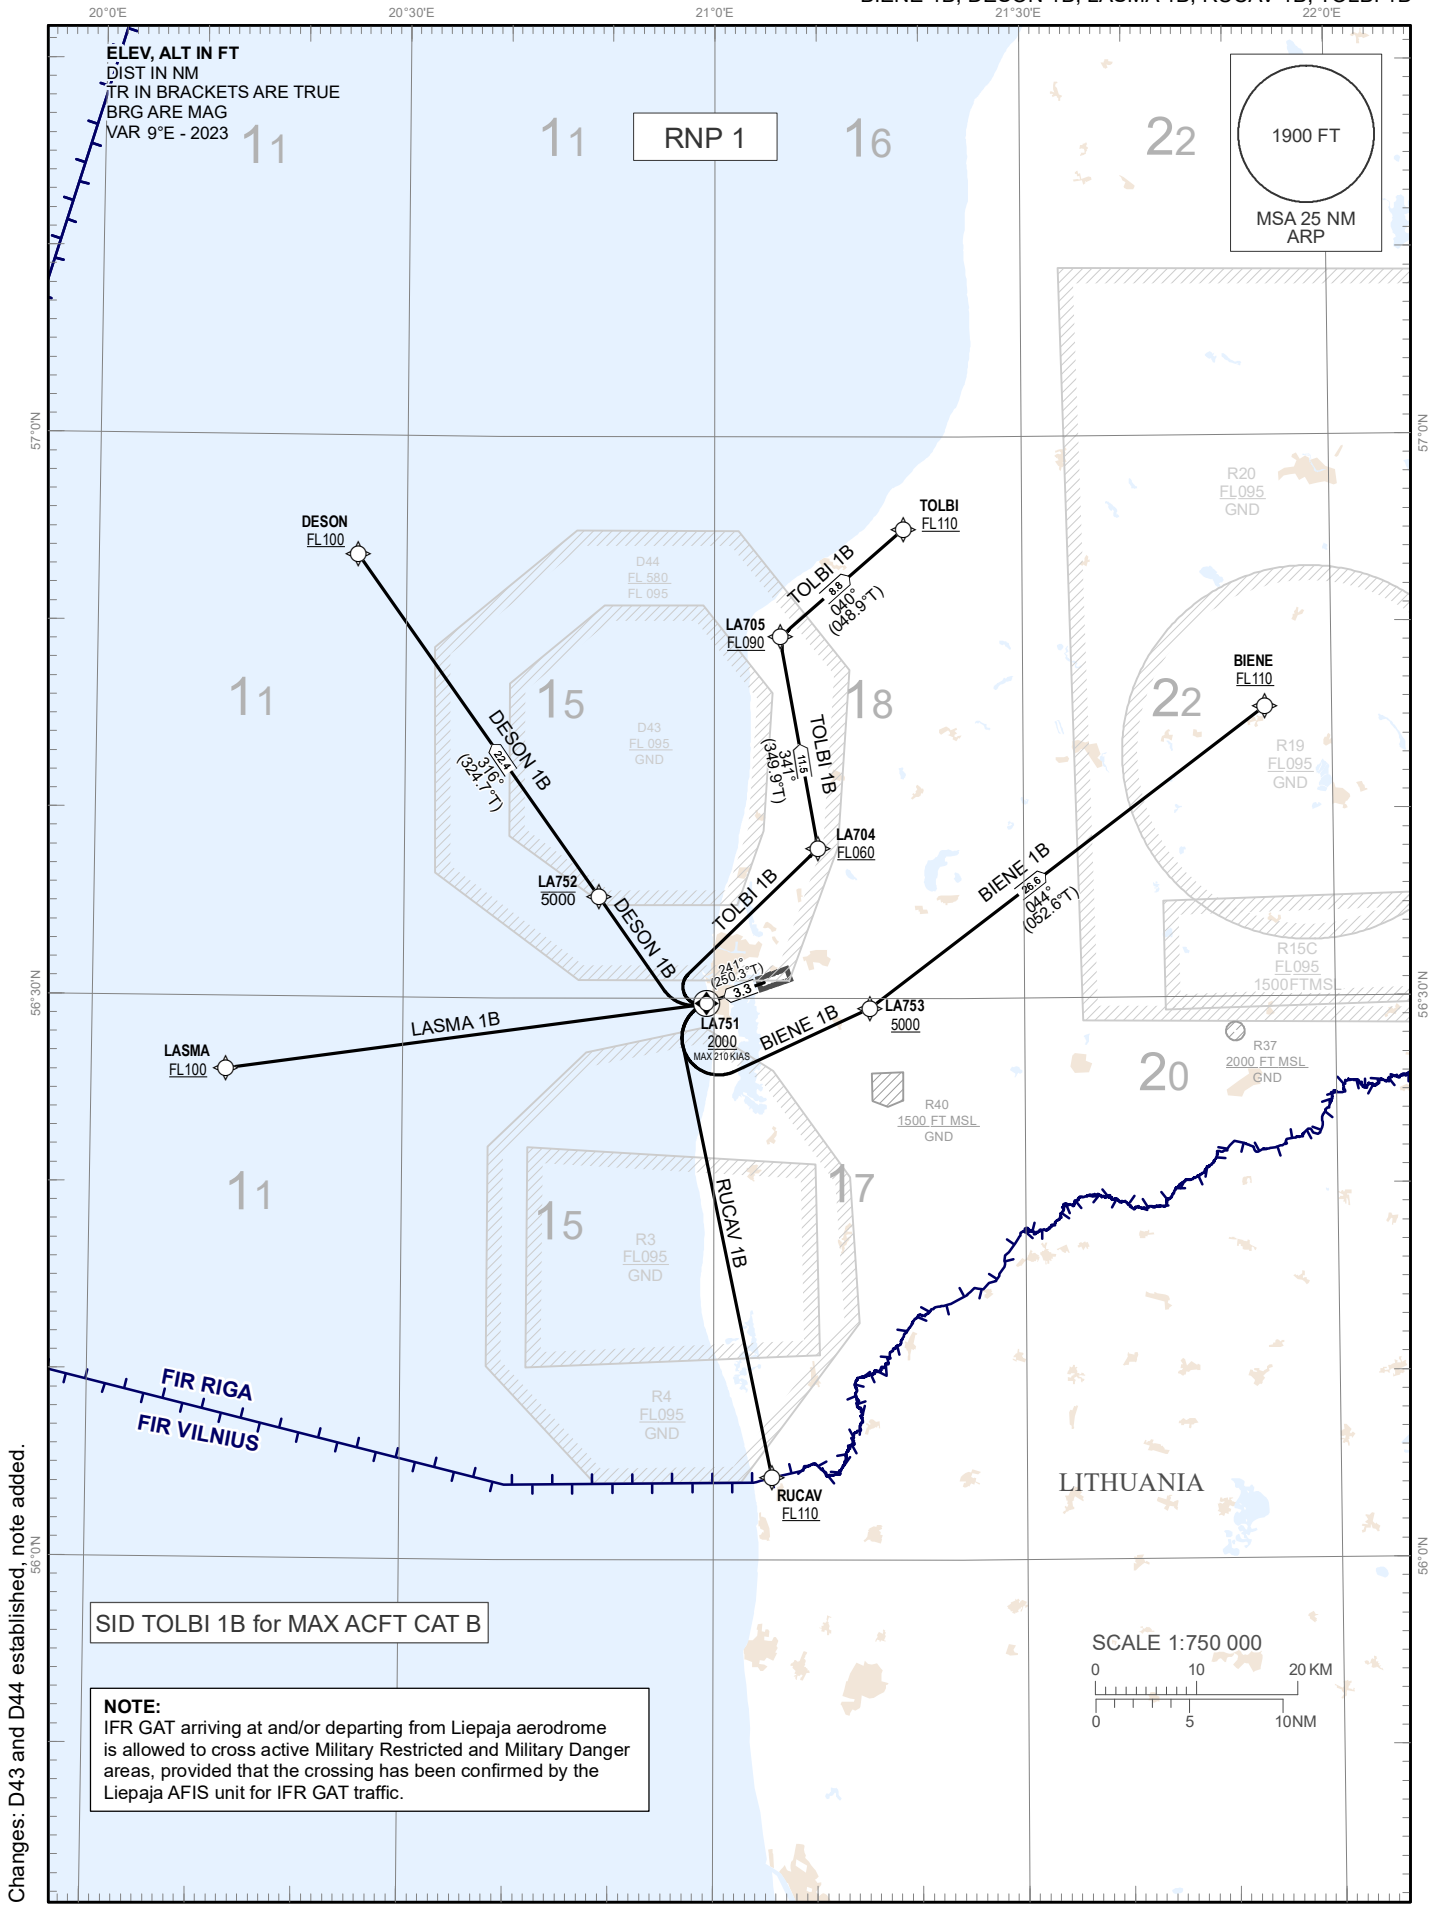 20°0'E
20°30'E
21°0'E
21°30'E
22°0'E
ELEV, ALT IN FT
DIST IN NM
TR IN BRACKETS ARE TRUE
BRG ARE MAG
VAR 9°E - 2023
11
11
RNP 1
16
22
1900 FT
MSA 25 NM
ARP
57°0'N
57°0'N
R20
FL095
GND
TOLBI
FL110
DESON
FL100
D44
FL 580
FL 095
TOLBI 1B
8.8
040°
(048.9°T)
LA705
FL090
BIENE
FL110
11
15
18
22
D43
FL 095
GND
R19
FL095
GND
DESON 1B
22.4
316°
(324.7°T)
TOLBI 1B
11.5
341°
(349.9°T)
LA704
FL060
BIENE 1B
26.6
044°
(052.6°T)
LA752
5000
TOLBI 1B
DESON 1B
R15C
FL095
1500FTMSL
241°
(250.3°T)
3.3
56°30'N
56°30'N
LA751
2000
MAX 210 KIAS
LA753
5000
BIENE 1B
LASMA 1B
LASMA
FL100
R37
2000 FT MSL
GND
20
R40
1500 FT MSL
GND
11
15
17
RUCAV 1B
R3
FL095
GND
FIR RIGA
FIR VILNIUS
R4
FL095
GND
RUCAV
FL110
LITHUANIA
56°0'N
56°0'N
SID TOLBI 1B for MAX ACFT CAT B
SCALE 1:750 000
0 10 20 KM
0 5 10NM
NOTE:
IFR GAT arriving at and/or departing from Liepaja aerodrome
is allowed to cross active Military Restricted and Military Danger
areas, provided that the crossing has been confirmed by the
Liepaja AFIS unit for IFR GAT traffic.
Changes: D43 and D44 established, note added.